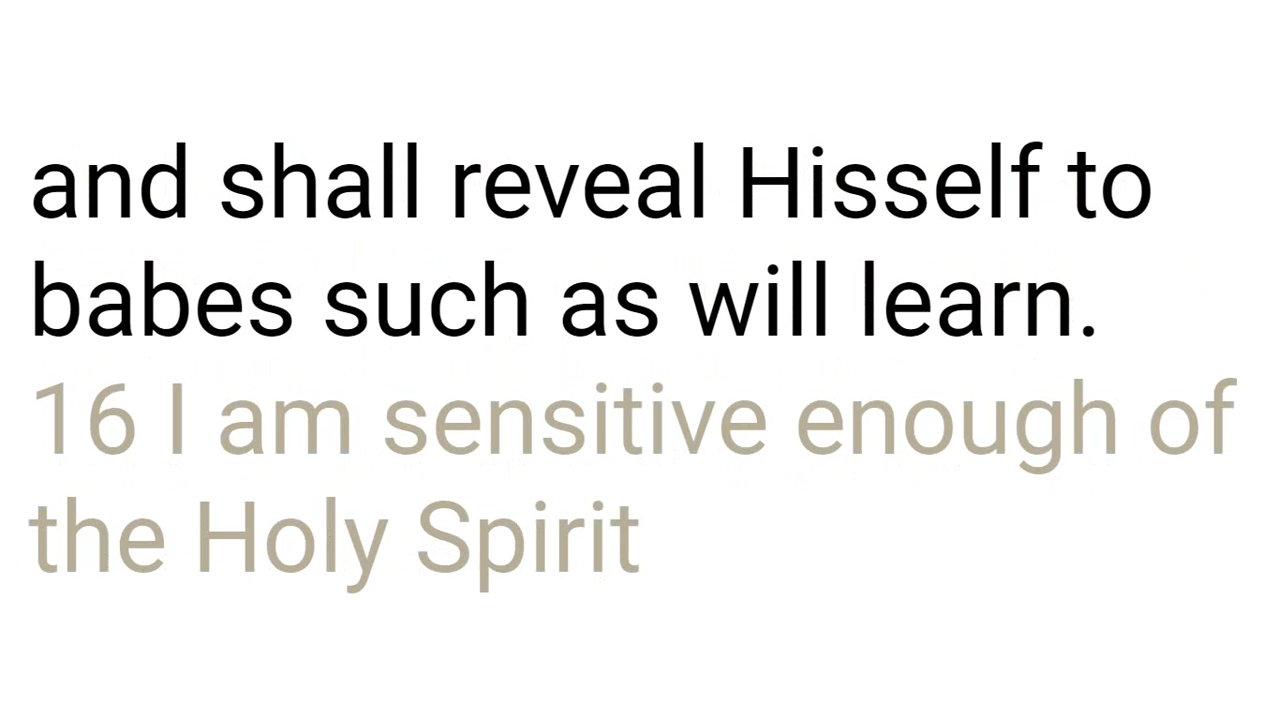 and shall reveal Hisself to
babes such as will learn.
16 I am sensitive enough of
the Holy Spirit